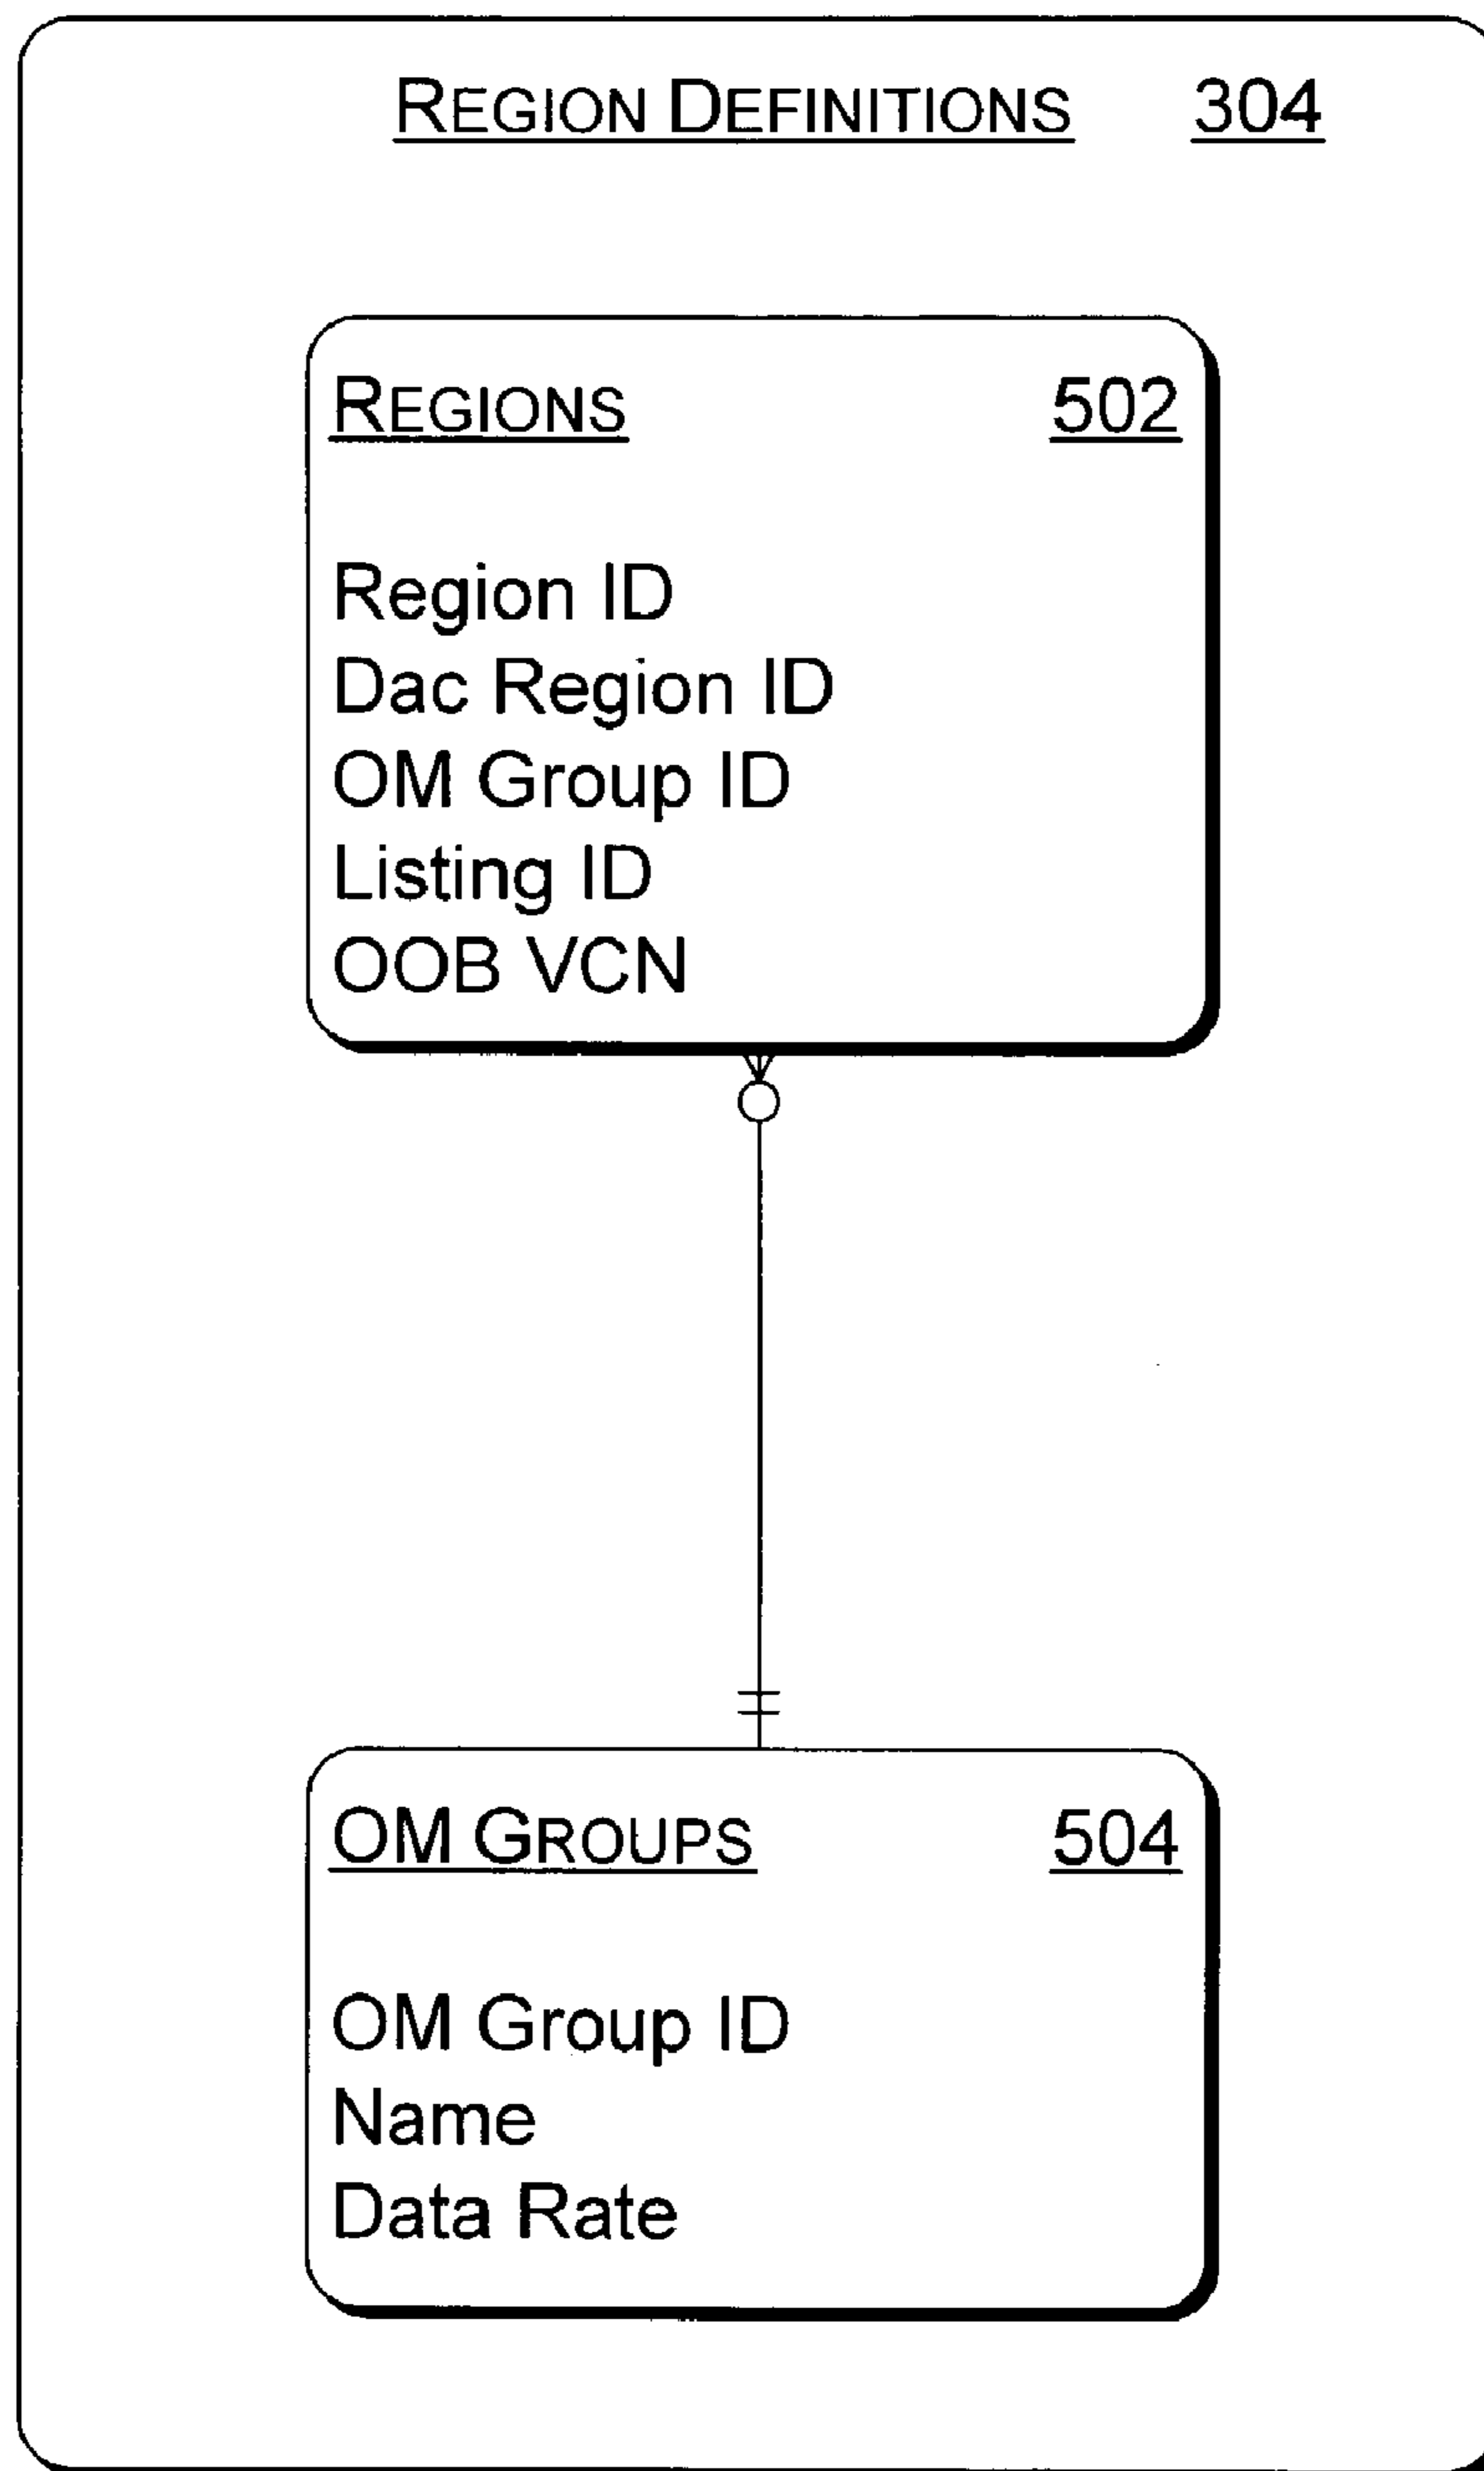 REGION DEFINITIONS 304
REGIONS 502
Region ID
Dac Region ID
OM Group ID
Listing ID
OOB VCN
OM GROUPS 504
OM Group ID
Name
Data Rate